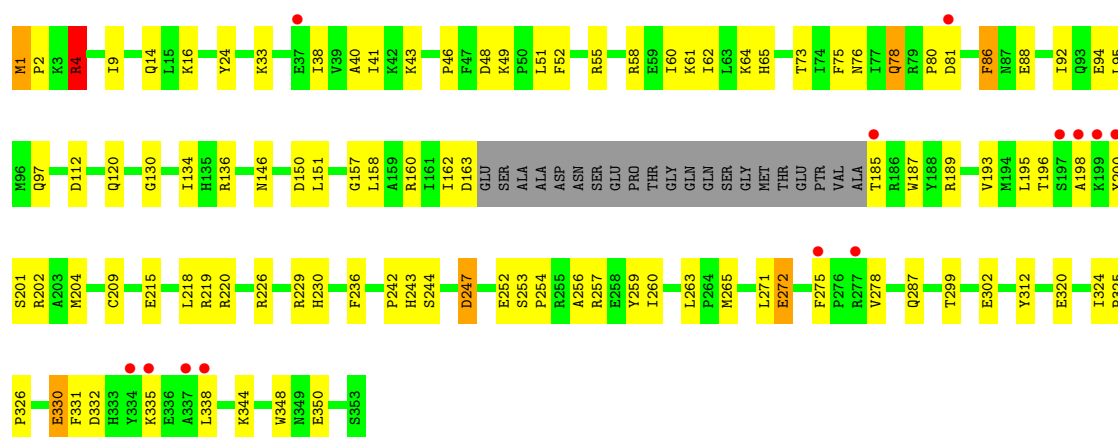 M1 P2 K3 R4 I9 Q14 L15 K16 Y24 K33 E37 I38 V39 A40 I41 K42 K43 P46 F47 D48 K49 P50 L51 F52 R55 R58 E59 I60 K61 I62 L63 K64 H65 T73 I74 F75 N76 I77 Q78 R79 P80 D81 F86 N87 E88 I92 Q93 E94
M96 Q97 D112 Q120 G130 I134 H135 R136 N146 D150 L151 G157 L158 A159 R160 I161 I162 D163 GLU SER ALA ALA ASP ASN SER GLU PRO THR GLY GLN GLN SER GLY MET THR GLU PTR VAL ALA T185 R186 W187 Y188 R189 V193 M194 L195 T196 S197 A198 K199 Y200
S201 R202 A203 M204 C209 E215 L218 R219 R220 R226 R229 H230 F236 P242 H243 S244 D247 E252 S253 P254 R255 A256 R257 E258 Y259 I260 L263 P264 M265 L271 E272 F275 P276 R277 V278 Q287 T299 E302 Y312 E320 I324
P326 E330 F331 D332 H333 Y334 K335 E336 A337 L338 K344 W348 N349 E350 S353